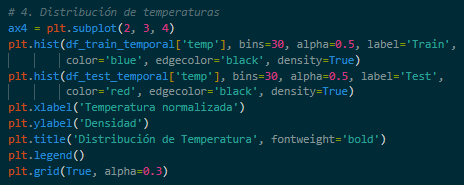 # 4. Distribución de temperaturas
ax4 = plt.subplot(2, 3, 4)
plt.hist(df_train_temporal['temp'], bins=30, alpha=0.5, label='Train',
color='blue', edgecolor='black', density=True)
plt.hist(df_test_temporal['temp'], bins=30, alpha=0.5, label='Test',
color='red', edgecolor='black', density=True)
plt.xlabel('Temperatura normalizada')
plt.ylabel('Densidad')
plt.title('Distribución de Temperatura', fontweight='bold')
plt.legend()
plt.grid(True, alpha=0.3)